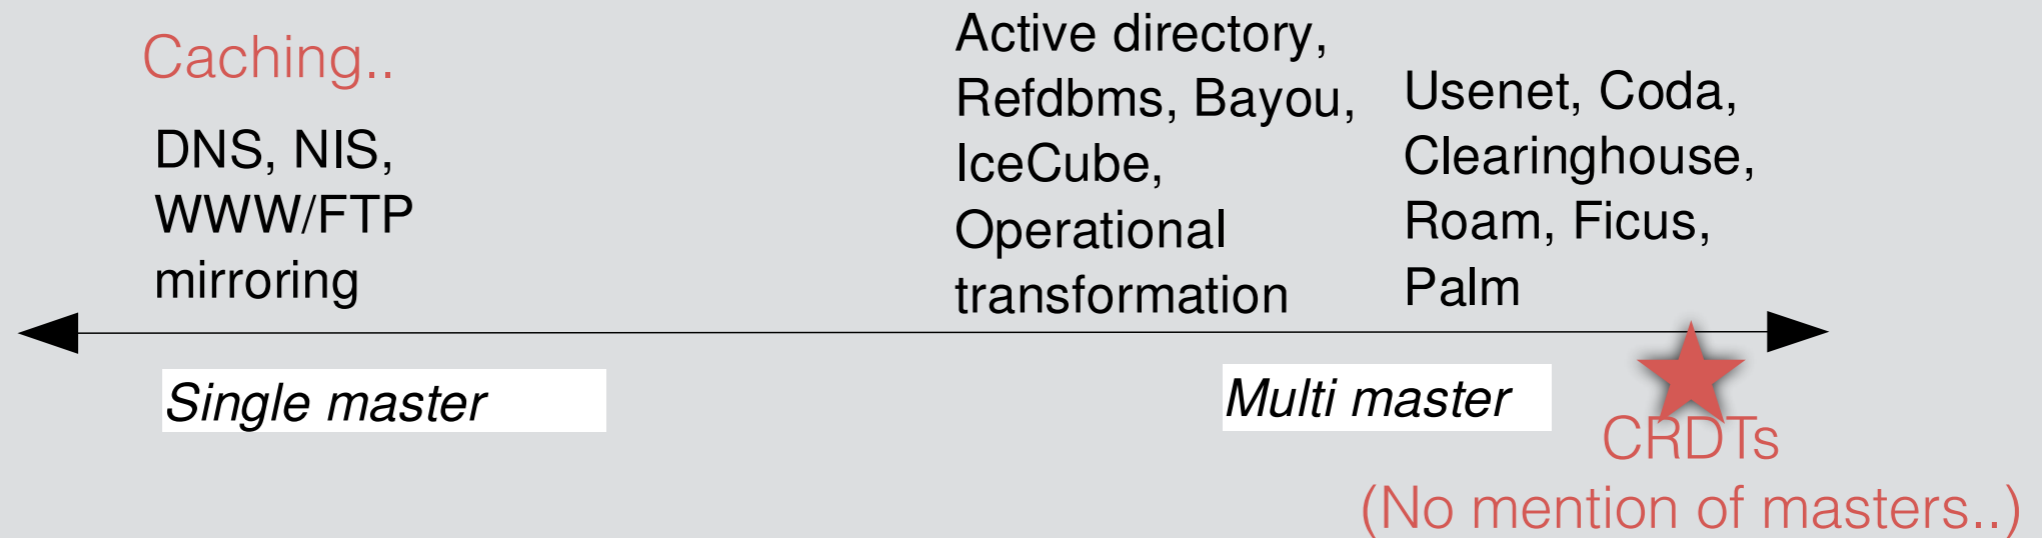 Caching..
DNS, NIS,
WWW/FTP
mirroring
Active directory,
Refdbms, Bayou,
IceCube,
Operational
transformation
Usenet, Coda,
Clearinghouse,
Roam, Ficus,
Palm
Single master
Multi master
CRDTs
(No mention of masters..)